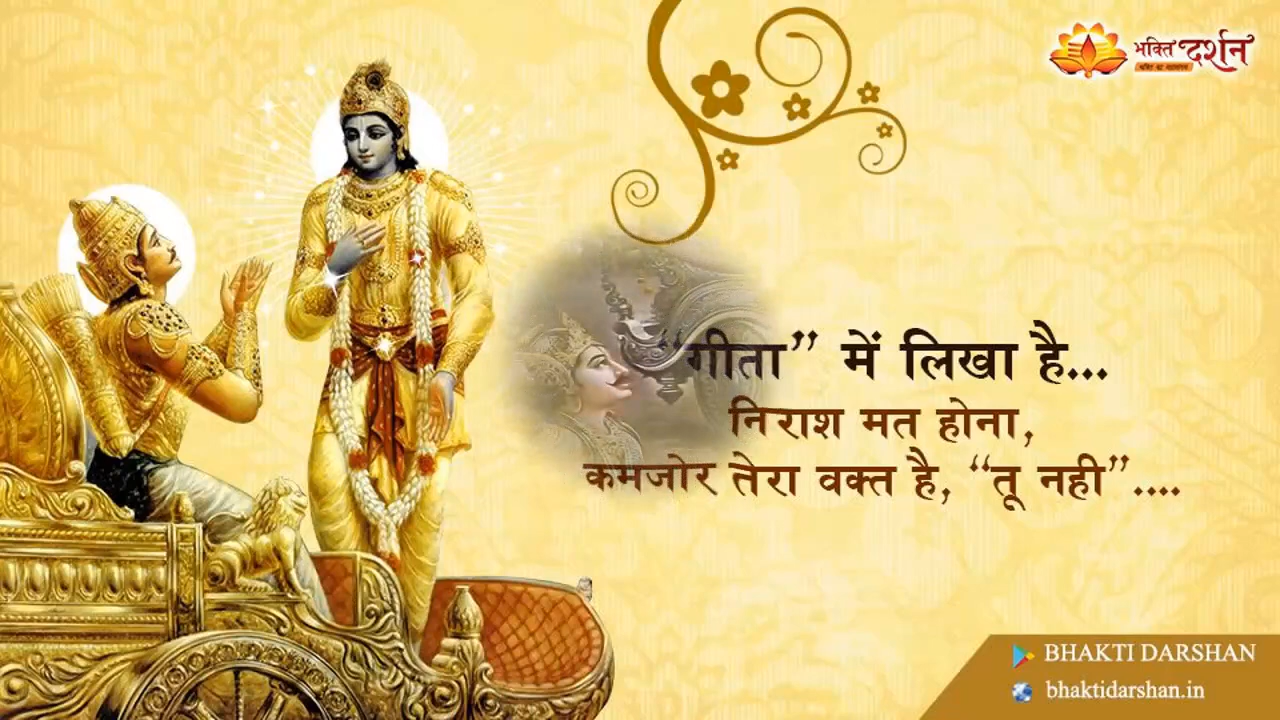 भक्ति दर्शन
“गीता” में लिखा है...
निराश मत होना,
कमजोर तेरा वक्त है, “तू नही”....
BHAKTI DARSHAN
bhaktidarshan.in